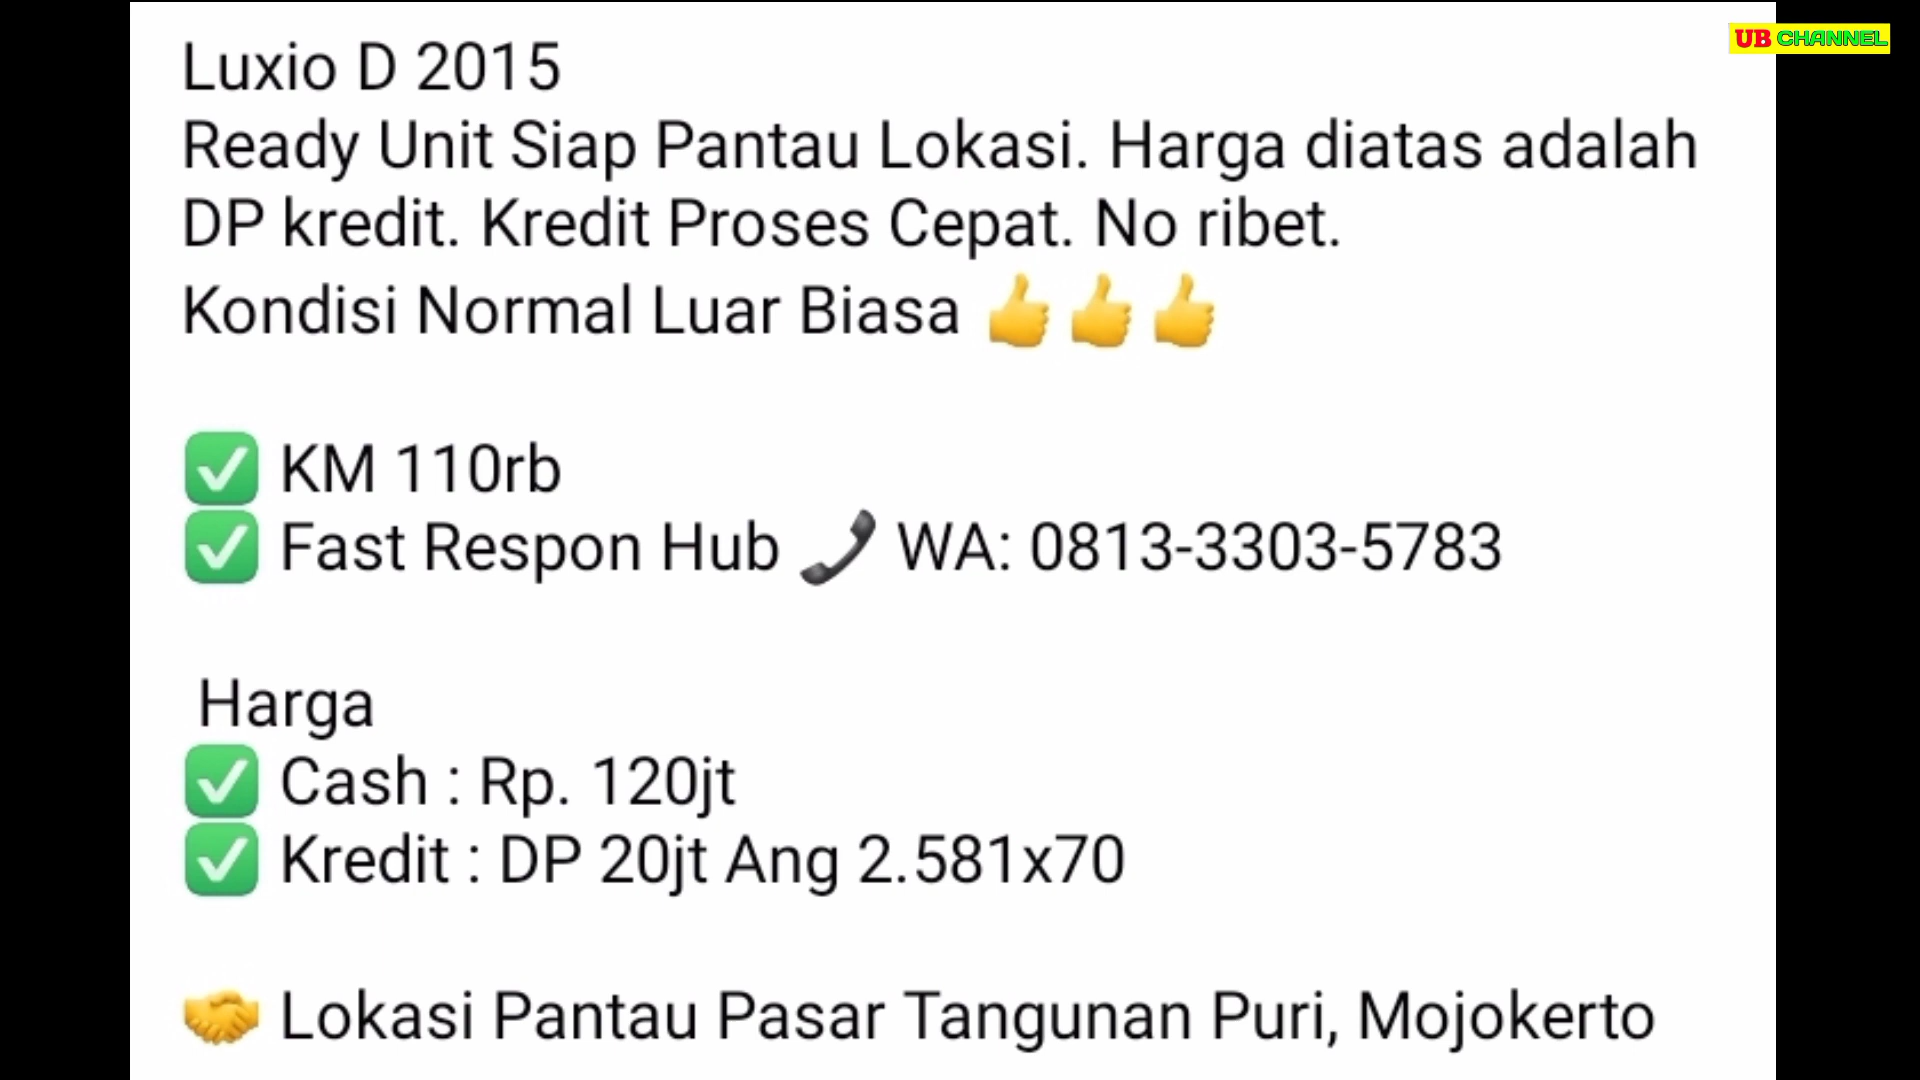 UB CHANNEL
Luxio D 2015
Ready Unit Siap Pantau Lokasi. Harga diatas adalah
DP kredit. Kredit Proses Cepat. No ribet.
Kondisi Normal Luar Biasa 👍👍👍
✅ KM 110rb
✅ Fast Respon Hub 📞 WA: 0813-3303-5783
Harga
✅ Cash : Rp. 120jt
✅ Kredit : DP 20jt Ang 2.581x70
🤝 Lokasi Pantau Pasar Tangunan Puri, Mojokerto